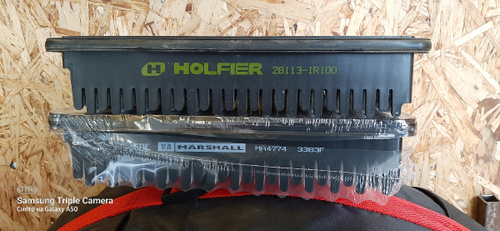 HOLFIER 28113-1R100
MARSHALL MA4774 3383F
Samsung Triple Camera
Снято на Galaxy A50